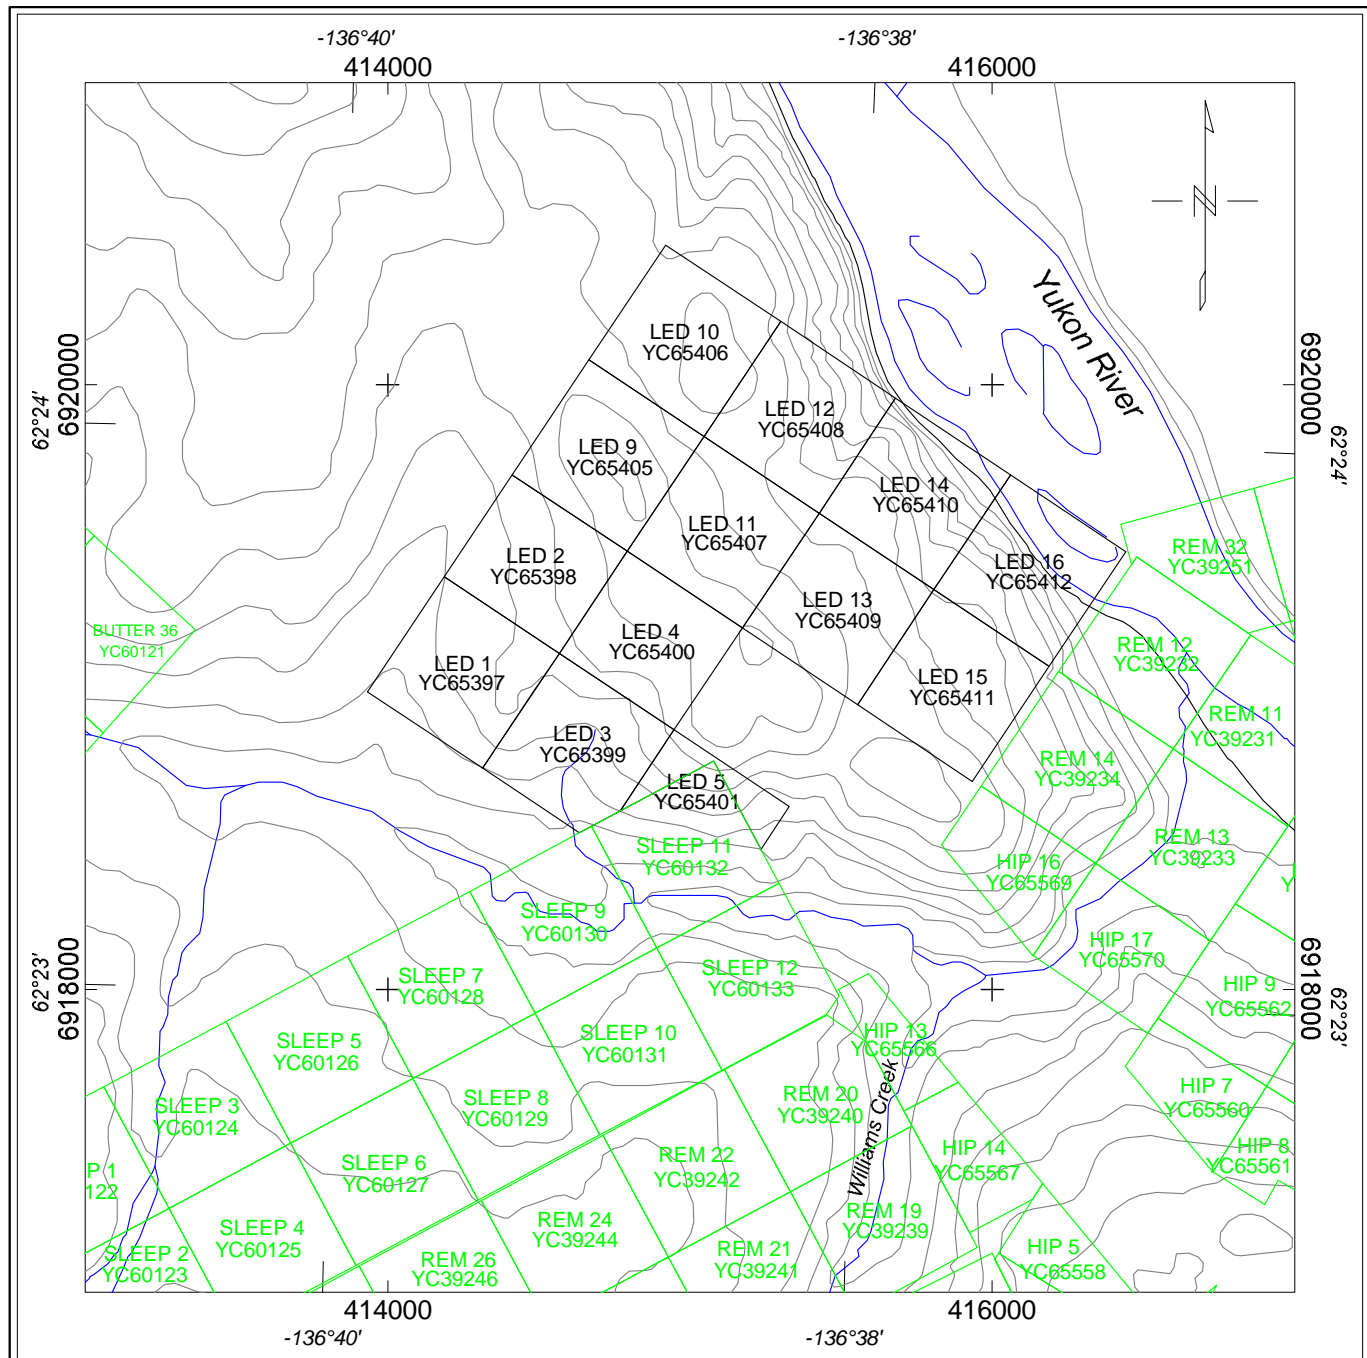 -136°40'
-136°38'
414000
416000
N
Yukon River
LED 10
YC65406
6920000
6920000
62°24'
62°24'
LED 12
YC65408
LED 9
YC65405
LED 14
YC65410
LED 11
YC65407
REM 32
YC39251
LED 2
YC65398
LED 16
YC65412
LED 13
YC65409
BUTTER 36
YC60121
LED 4
YC65400
REM 12
YC39232
LED 1
YC65397
LED 15
YC65411
REM 11
YC39231
LED 3
YC65399
REM 14
YC39234
LED 5
YC65401
SLEEP 11
YC60132
REM 13
YC39233
HIP 16
YC65569
Y
SLEEP 9
YC60130
HIP 17
YC65570
SLEEP 7
YC60128
SLEEP 12
YC60133
HIP 9
YC65562
62°23'
6918000
6918000
62°23'
SLEEP 5
YC60126
SLEEP 10
YC60131
HIP 13
YC65566
SLEEP 3
YC60124
SLEEP 8
YC60129
REM 20
YC39240
Williams Creek
HIP 7
YC65560
P 1
122
SLEEP 6
YC60127
REM 22
YC39242
HIP 14
YC65567
HIP 8
YC65561
SLEEP 4
YC60125
REM 24
YC39244
REM 19
YC39239
SLEEP 2
YC60123
REM 26
YC39246
REM 21
YC39241
HIP 5
YC65558
414000
416000
-136°40'
-136°38'